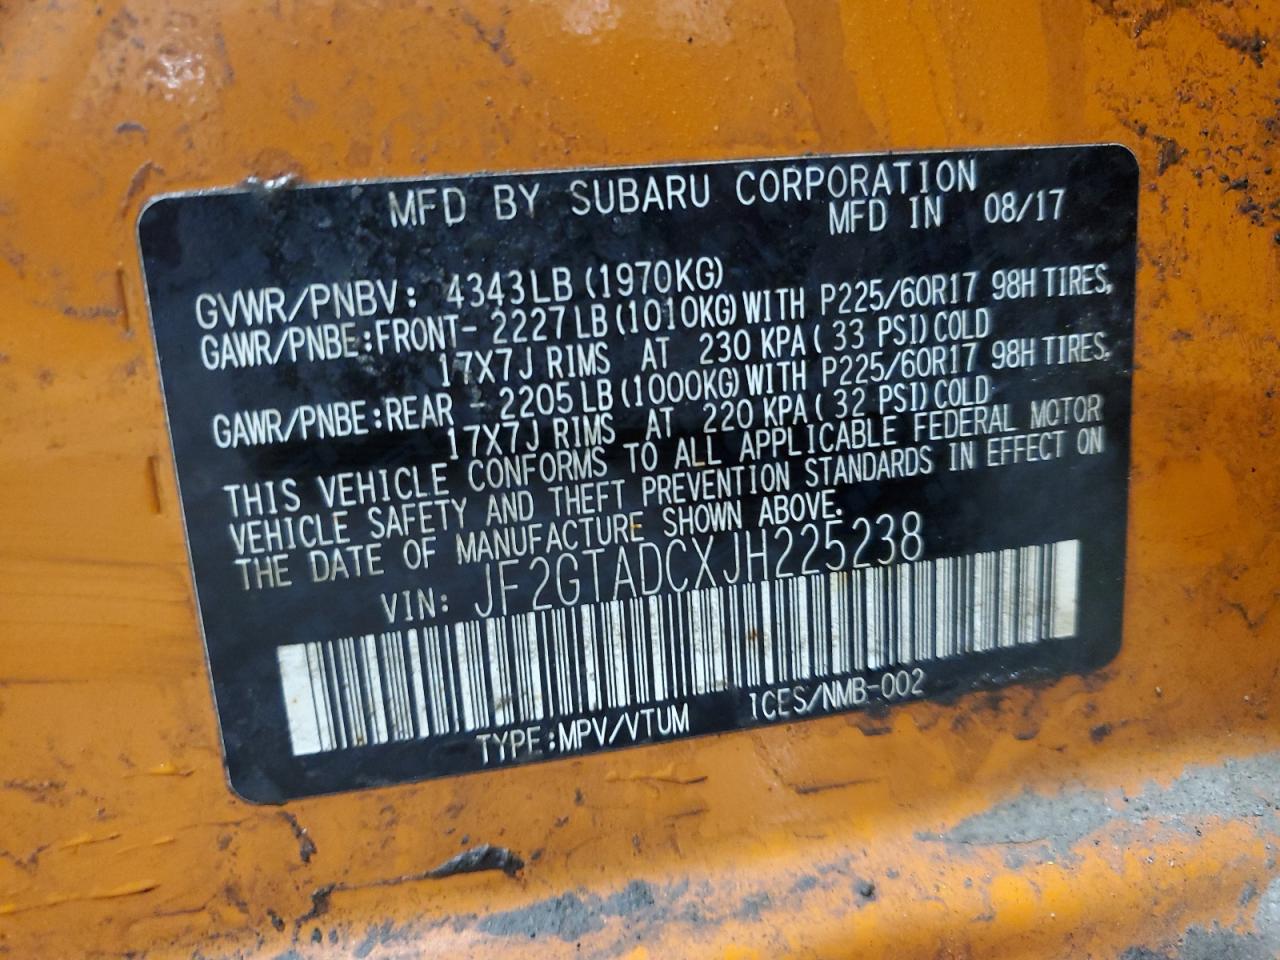 MFD BY SUBARU CORPORATION
MFD IN 08/17
GVWR/PNBV: 4343LB(1970KG)
GAWR/PNBE:FRONT- 2227LB(1010KG)WITH P225/60R17 98H TIRES,
17X7J RIMS AT 230 KPA( 33 PSI)COLD
GAWR/PNBE:REAR - 2205LB(1000KG)WITH P225/60R17 98H TIRES,
17X7J RIMS AT 220 KPA( 32 PSI)COLD
THIS VEHICLE CONFORMS TO ALL APPLICABLE FEDERAL MOTOR
VEHICLE SAFETY AND THEFT PREVENTION STANDARDS IN EFFECT ON
THE DATE OF MANUFACTURE SHOWN ABOVE.
VIN: JF2GTADCXJH225238
TYPE:MPV/VTUM ICES/NMB-002